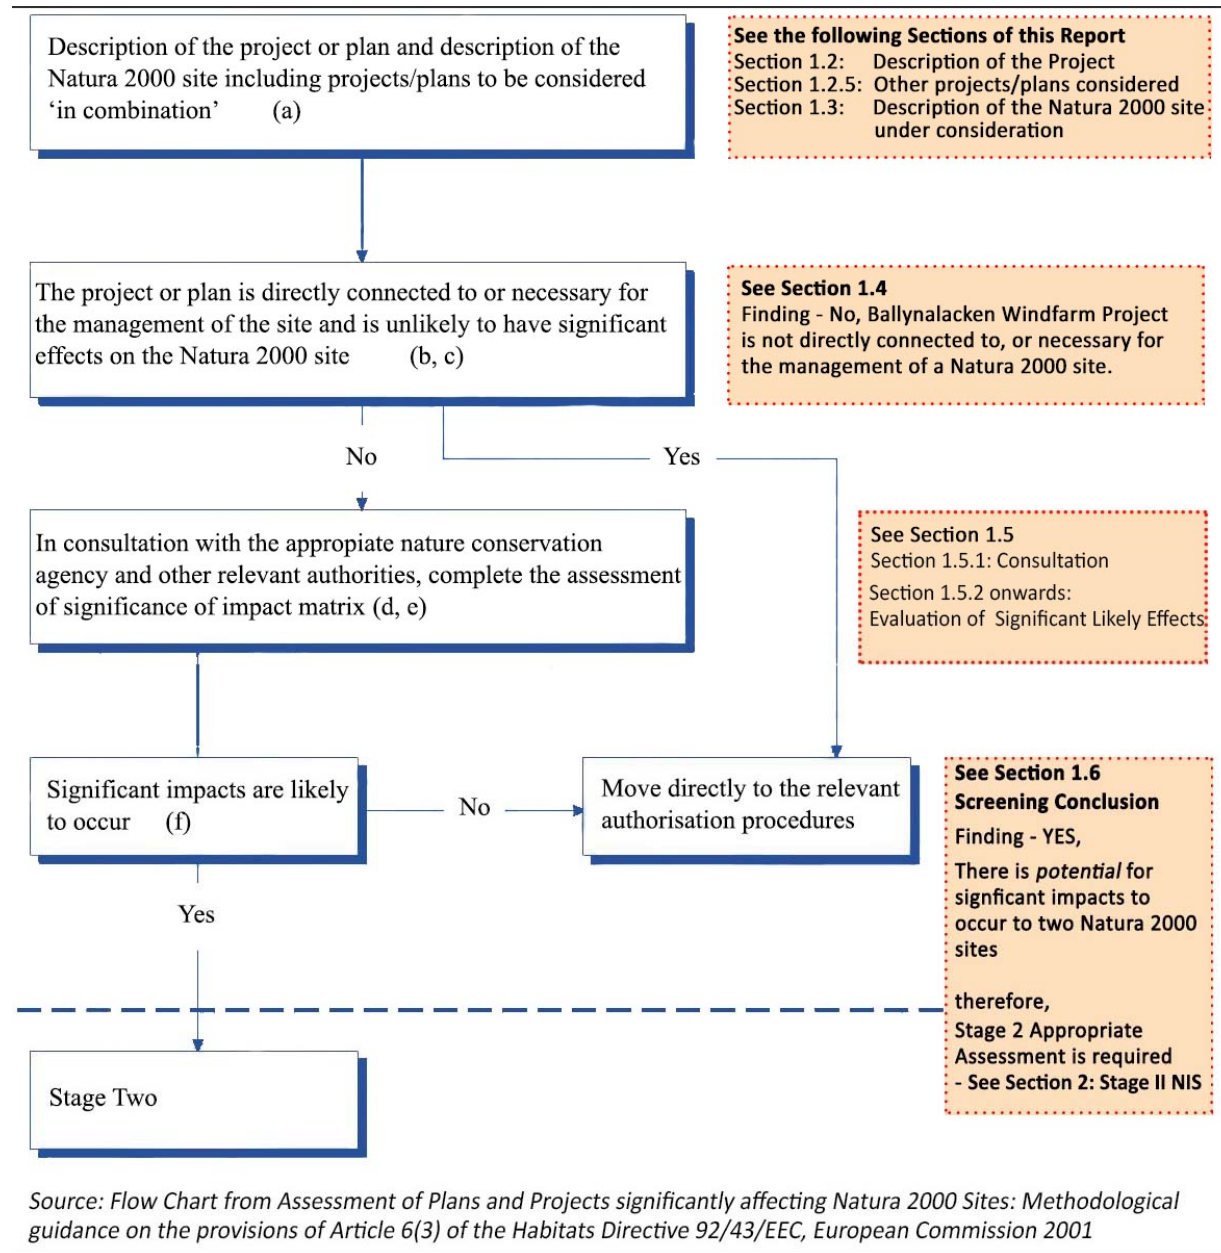 Description of the project or plan and description of the
Natura 2000 site including projects/plans to be considered
‘in combination’ (a)
See the following Sections of this Report
Section 1.2: Description of the Project
Section 1.2.5: Other projects/plans considered
Section 1.3: Description of the Natura 2000 site
under consideration
The project or plan is directly connected to or necessary for
the management of the site and is unlikely to have significant
effects on the Natura 2000 site (b, c)
See Section 1.4
Finding - No, Ballynalacken Windfarm Project
is not directly connected to, or necessary for
the management of a Natura 2000 site.
No
Yes
In consultation with the appropiate nature conservation
agency and other relevant authorities, complete the assessment
of significance of impact matrix (d, e)
See Section 1.5
Section 1.5.1: Consultation
Section 1.5.2 onwards:
Evaluation of Significant Likely Effects
Significant impacts are likely
to occur (f)
No
Move directly to the relevant
authorisation procedures
See Section 1.6
Screening Conclusion
Finding - YES,
There is potential for
signficant impacts to
occur to two Natura 2000
sites
therefore,
Stage 2 Appropriate
Assessment is required
- See Section 2: Stage II NIS
Yes
Stage Two
Source: Flow Chart from Assessment of Plans and Projects significantly affecting Natura 2000 Sites: Methodological
guidance on the provisions of Article 6(3) of the Habitats Directive 92/43/EEC, European Commission 2001